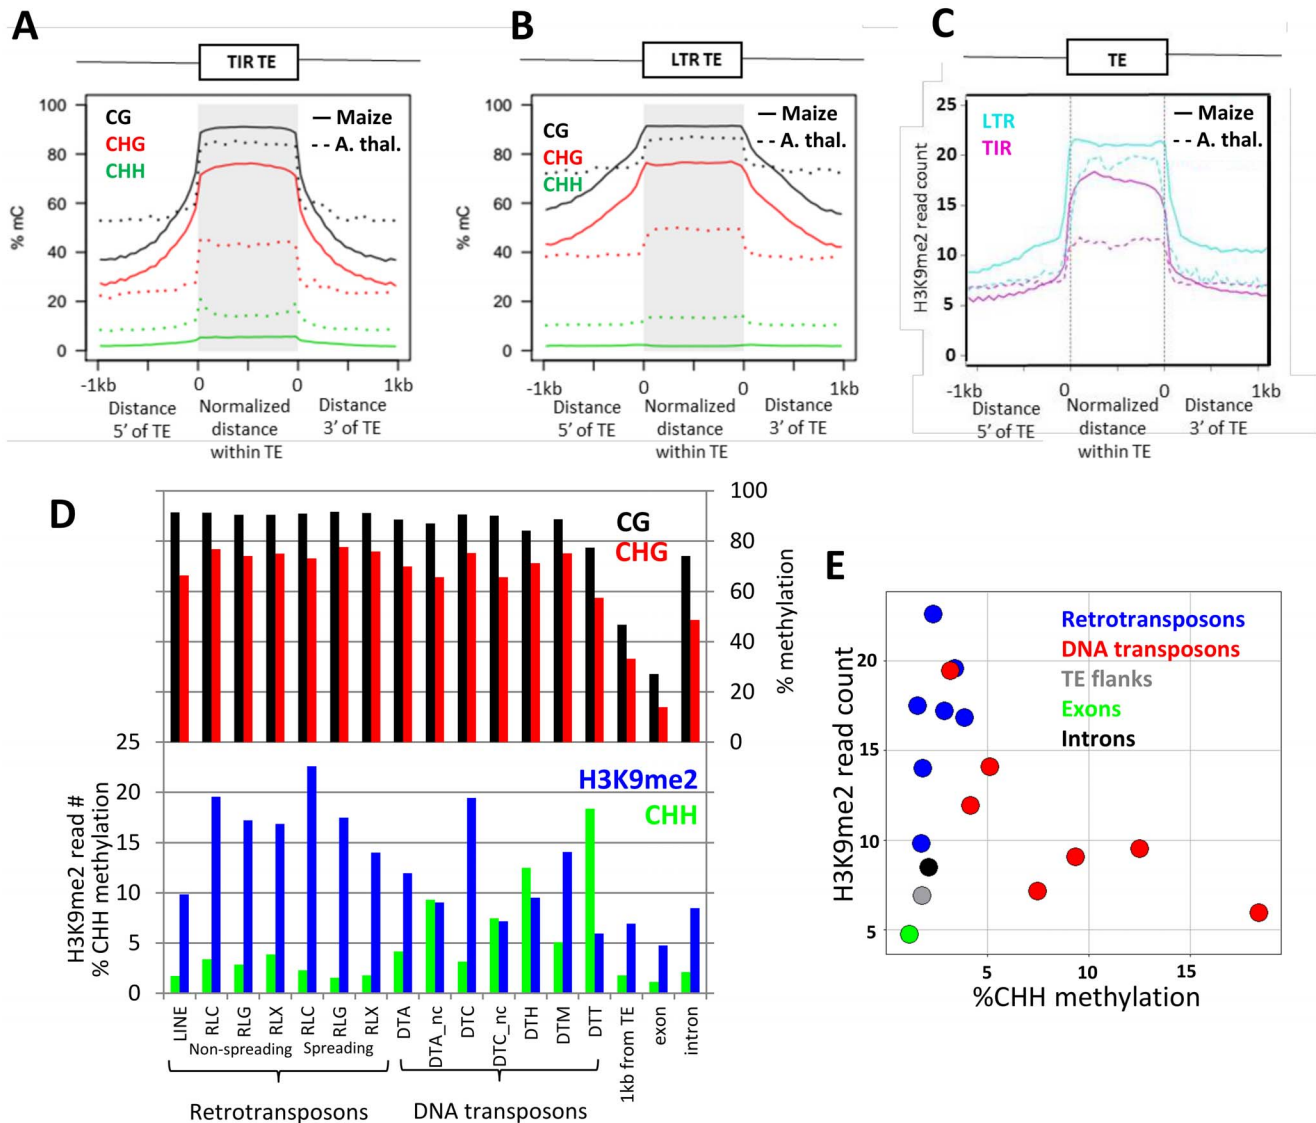 A
TIR TE
100
80
60
40
20
0
% mC
CG
CHG
CHH
— Maize
··· A. thal.
-1kb
0
0
1kb
Distance
5’ of TE
Normalized
distance
within TE
Distance
3’ of TE
B
LTR TE
100
80
60
40
20
0
% mC
CG
CHG
CHH
— Maize
··· A. thal.
-1kb
0
0
1kb
Distance
5’ of TE
Normalized
distance
within TE
Distance
3’ of TE
C
TE
25
20
15
10
5
0
H3K9me2 read count
LTR
TIR
— Maize
--- A. thal.
-1kb
0
0
1kb
Distance
5’ of TE
Normalized
distance
within TE
Distance
3’ of TE
D
CG
CHG
100
80
60
40
20
0
% methylation
25
20
15
10
5
0
H3K9me2 read #
% CHH methylation
H3K9me2
CHH
LINE
RLC
RLG
RLX
RLC
RLG
RLX
DTA
DTA_nc
DTC
DTC_nc
DTH
DTM
DTT
1kb from TE
exon
intron
Non-spreading
Spreading
Retrotransposons
DNA transposons
E
Retrotransposons
DNA transposons
TE flanks
Exons
Introns
20
15
10
5
H3K9me2 read count
5
10
15
%CHH methylation